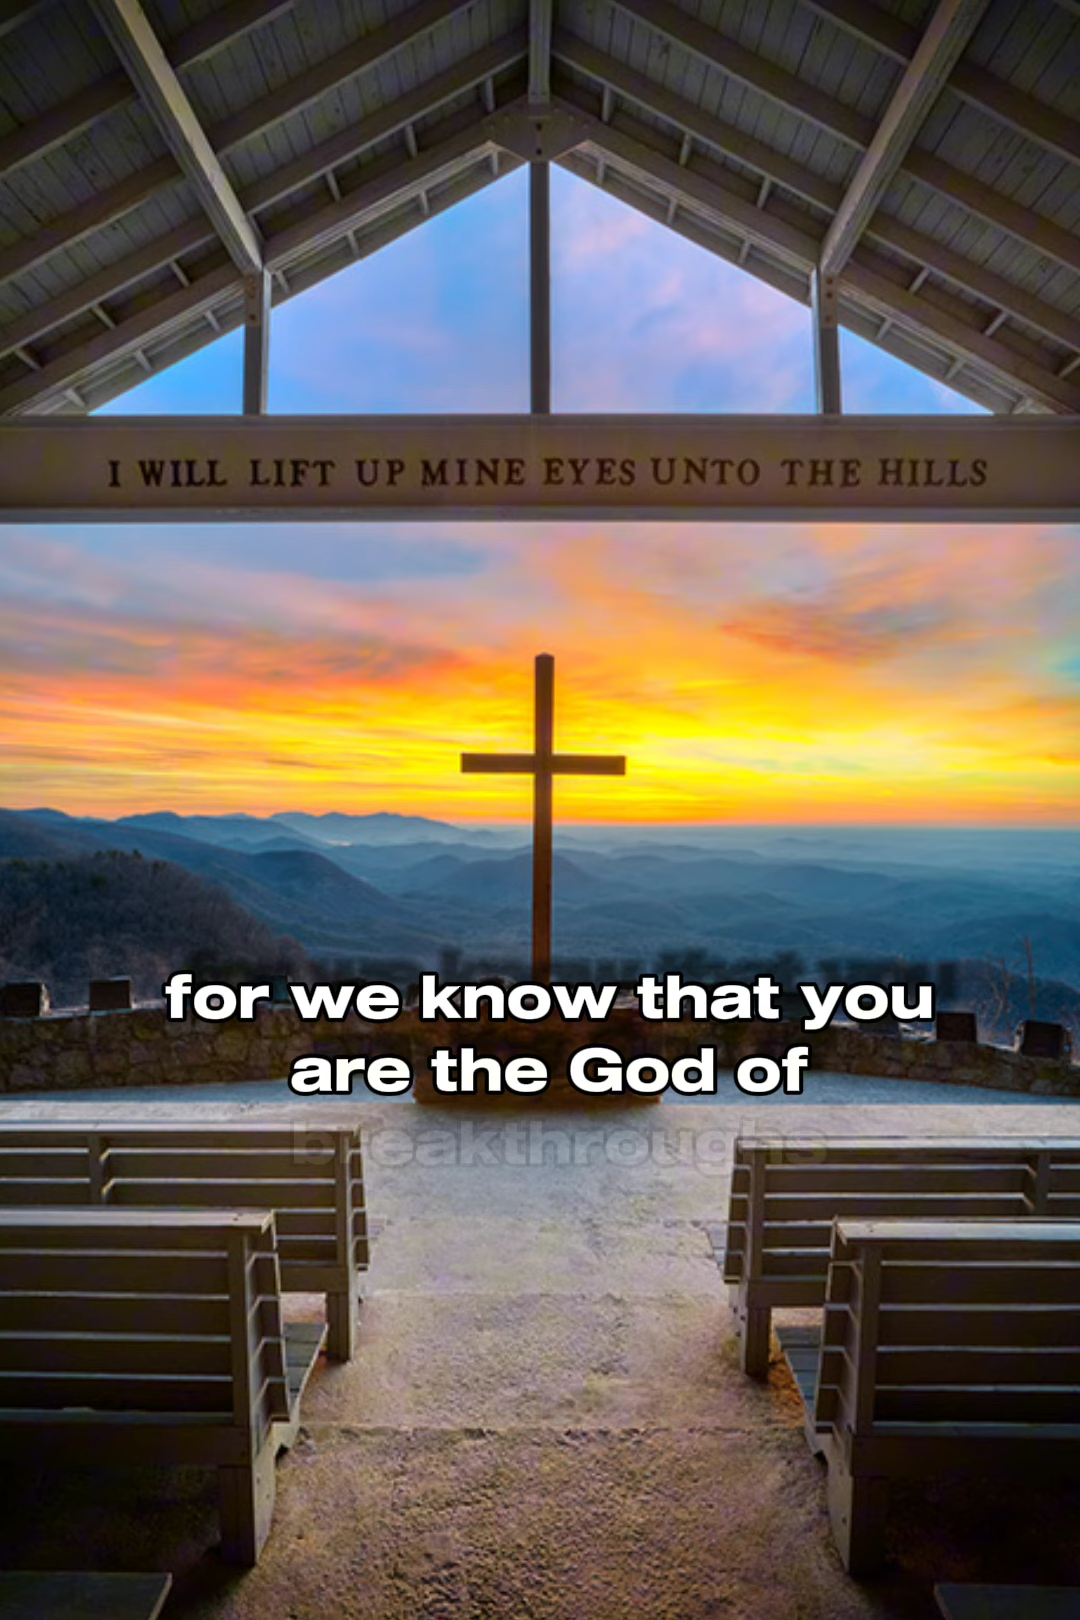 I WILL LIFT UP MINE EYES UNTO THE HILLS
for we know that you
are the God of
breakthroughs